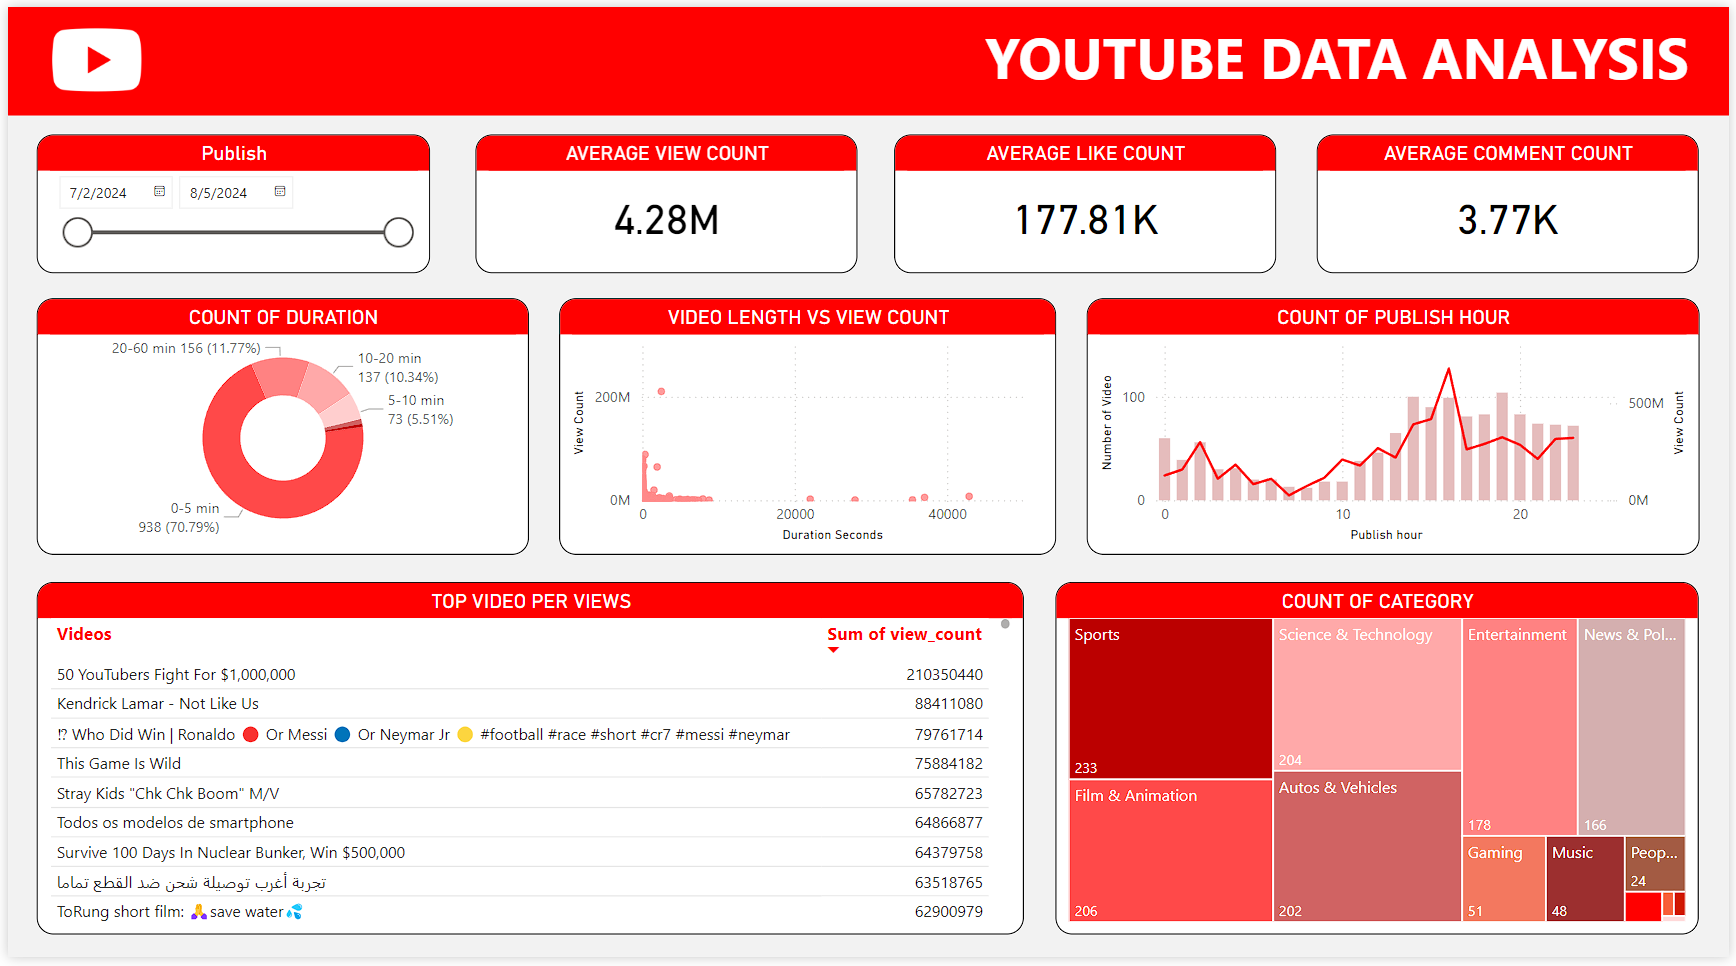 YOUTUBE DATA ANALYSIS
Publish
7/2/2024 8/5/2024
AVERAGE VIEW COUNT
4.28M
AVERAGE LIKE COUNT
177.81K
AVERAGE COMMENT COUNT
3.77K
COUNT OF DURATION
20-60 min 156 (11.77%)
10-20 min
137 (10.34%)
5-10 min
73 (5.51%)
0-5 min
938 (70.79%)
VIDEO LENGTH VS VIEW COUNT
View Count
200M
0M
0 20000 40000
Duration Seconds
COUNT OF PUBLISH HOUR
Number of Video
100
0
500M
0M
View Count
0 10 20
Publish hour
TOP VIDEO PER VIEWS
Videos Sum of view_count
50 YouTubers Fight For $1,000,000 210350440
Kendrick Lamar - Not Like Us 88411080
⁉ Who Did Win | Ronaldo 🔴 Or Messi 🔵 Or Neymar Jr 🟡 #football #race #short #cr7 #messi #neymar 79761714
This Game Is Wild 75884182
Stray Kids "Chk Chk Boom" M/V 65782723
Todos os modelos de smartphone 64866877
Survive 100 Days In Nuclear Bunker, Win $500,000 64379758
تجربة أغرب توصيلة شحن ضد القطع تماما 63518765
ToRung short film: 🙏save water💦 62900979
COUNT OF CATEGORY
Sports
233
Film & Animation
206
Science & Technology
204
Autos & Vehicles
202
Entertainment
178
News & Pol...
166
Gaming
51
Music
48
Peop...
24